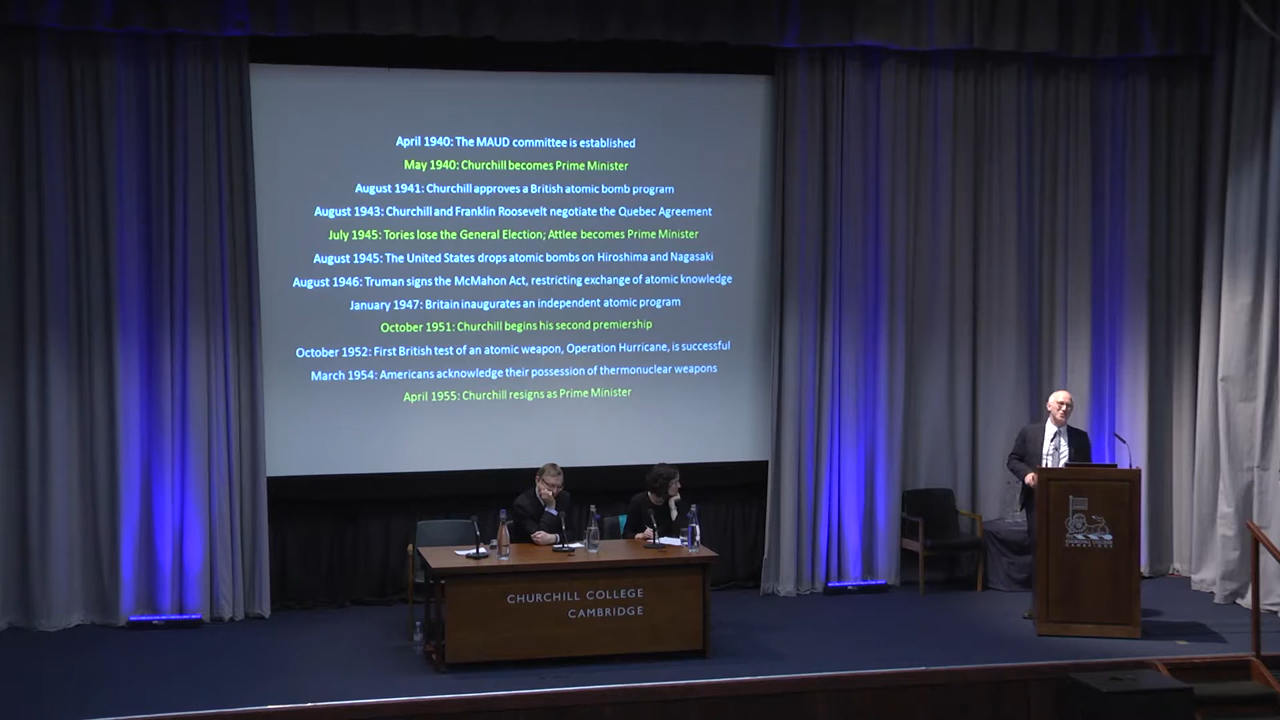 April 1940: The MAUD committee is established
May 1940: Churchill becomes Prime Minister
August 1941: Churchill approves a British atomic bomb program
August 1943: Churchill and Franklin Roosevelt negotiate the Quebec Agreement
July 1945: Tories lose the General Election; Attlee becomes Prime Minister
August 1945: The United States drops atomic bombs on Hiroshima and Nagasaki
August 1946: Truman signs the McMahon Act, restricting exchange of atomic knowledge
January 1947: Britain inaugurates an independent atomic program
October 1951: Churchill begins his second premiership
October 1952: First British test of an atomic weapon, Operation Hurricane, is successful
March 1954: Americans acknowledge their possession of thermonuclear weapons
April 1955: Churchill resigns as Prime Minister
CHURCHILL COLLEGE
CAMBRIDGE
CHURCHILL COLLEGE
CAMBRIDGE